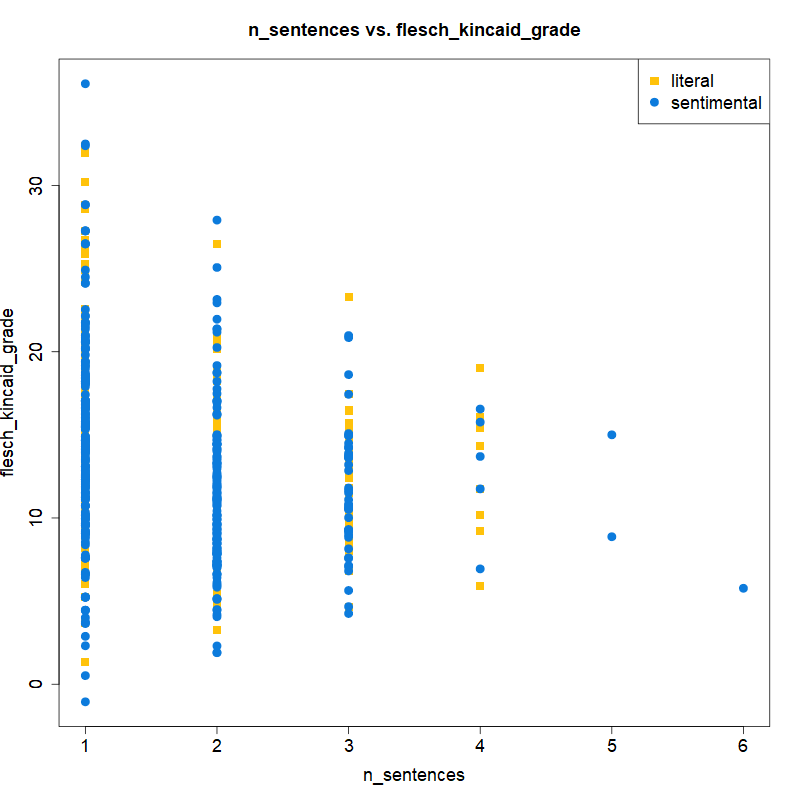 n_sentences vs. flesch_kincaid_grade
literal
sentimental
flesch_kincaid_grade
30
20
10
0
1 2 3 4 5 6
n_sentences